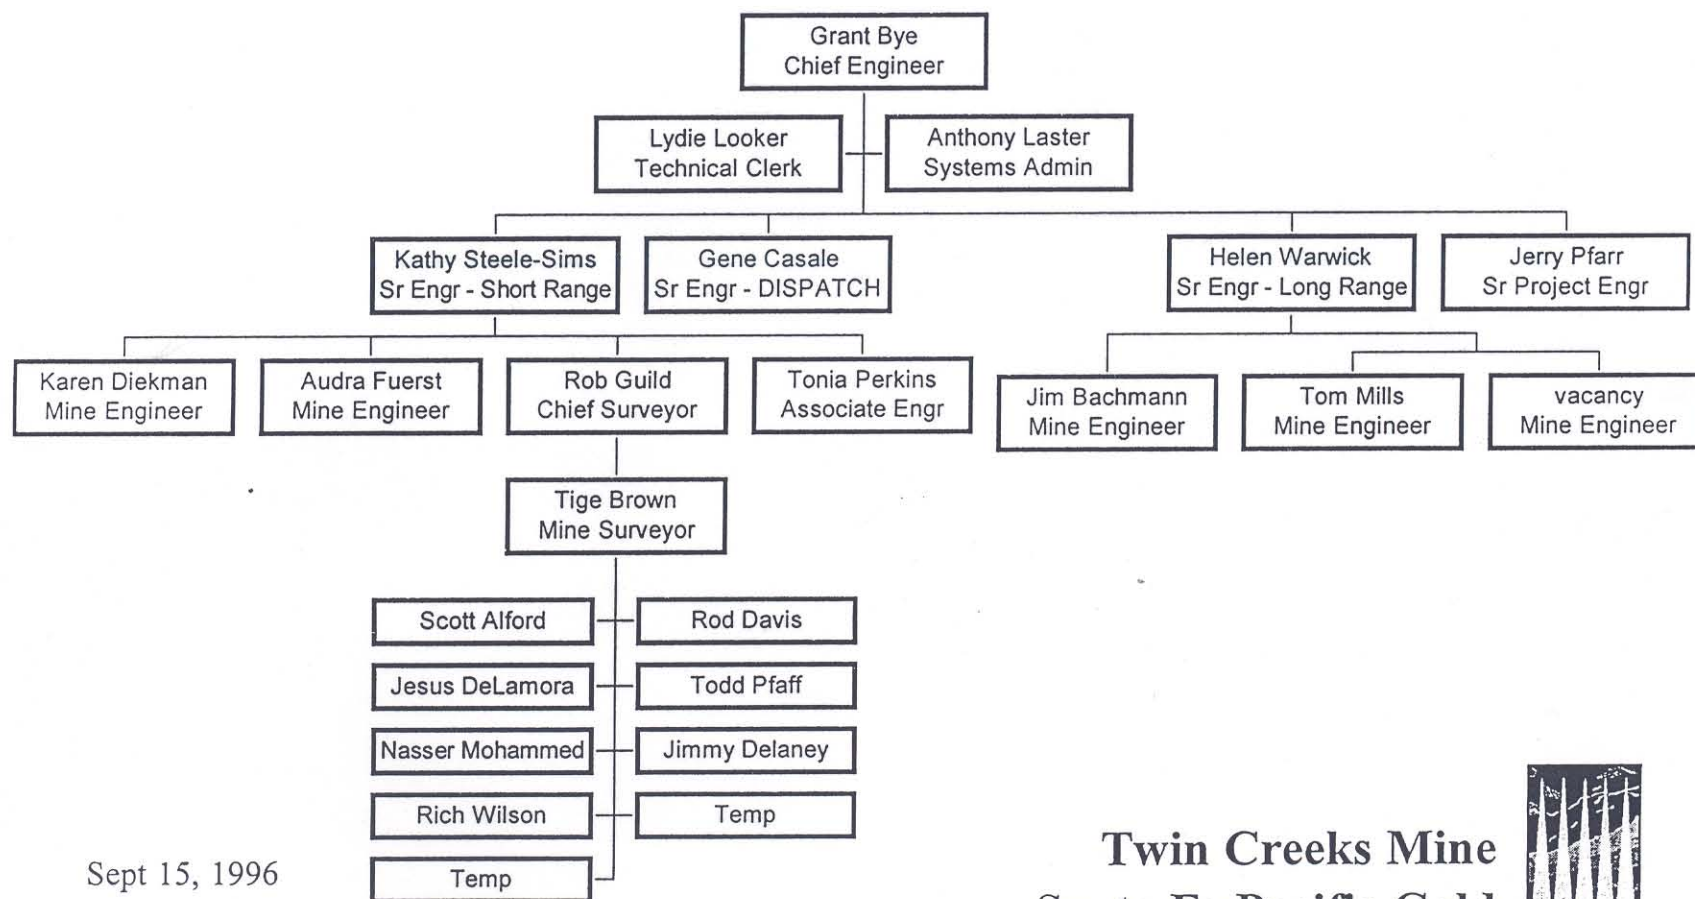 Grant Bye
Chief Engineer
Lydie Looker
Technical Clerk
Anthony Laster
Systems Admin
Kathy Steele-Sims
Sr Engr - Short Range
Gene Casale
Sr Engr - DISPATCH
Helen Warwick
Sr Engr - Long Range
Jerry Pfarr
Sr Project Engr
Karen Diekman
Mine Engineer
Audra Fuerst
Mine Engineer
Rob Guild
Chief Surveyor
Tonia Perkins
Associate Engr
Jim Bachmann
Mine Engineer
Tom Mills
Mine Engineer
vacancy
Mine Engineer
Tige Brown
Mine Surveyor
Scott Alford
Rod Davis
Jesus DeLamora
Todd Pfaff
Nasser Mohammed
Jimmy Delaney
Rich Wilson
Temp
Temp
Sept 15, 1996
Twin Creeks Mine
Santa Fe Pacific Gold